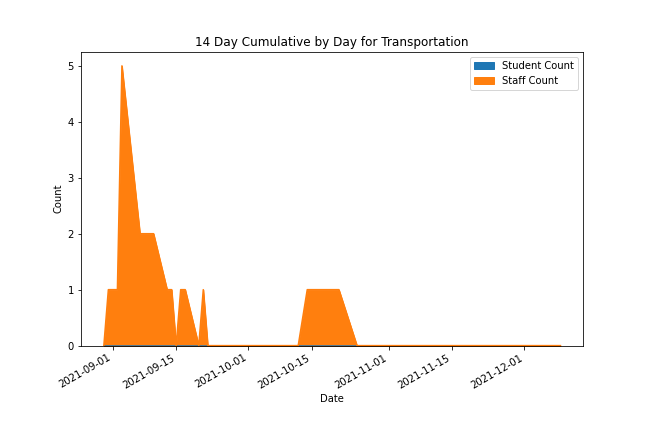 14 Day Cumulative by Day for Transportation
Student Count
Staff Count
5
4
3
2
1
0
Count
2021-09-01
2021-09-15
2021-10-01
2021-10-15
2021-11-01
2021-11-15
2021-12-01
Date